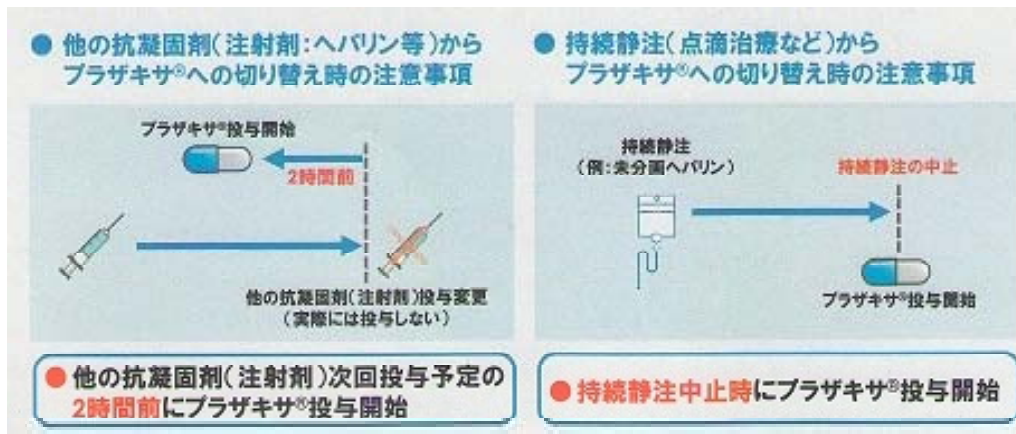 ● 他の抗凝固剤(注射剤:ヘパリン等)から
プラザキサ®への切り替え時の注意事項
プラザキサ®投与開始
2時間前
他の抗凝固剤(注射剤)投与変更
(実際には投与しない)
● 他の抗凝固剤(注射剤)次回投与予定の
2時間前にプラザキサ®投与開始
● 持続静注(点滴治療など)から
プラザキサ®への切り替え時の注意事項
持続静注
(例:未分画ヘパリン)
持続静注の中止
プラザキサ®投与開始
● 持続静注中止時にプラザキサ®投与開始